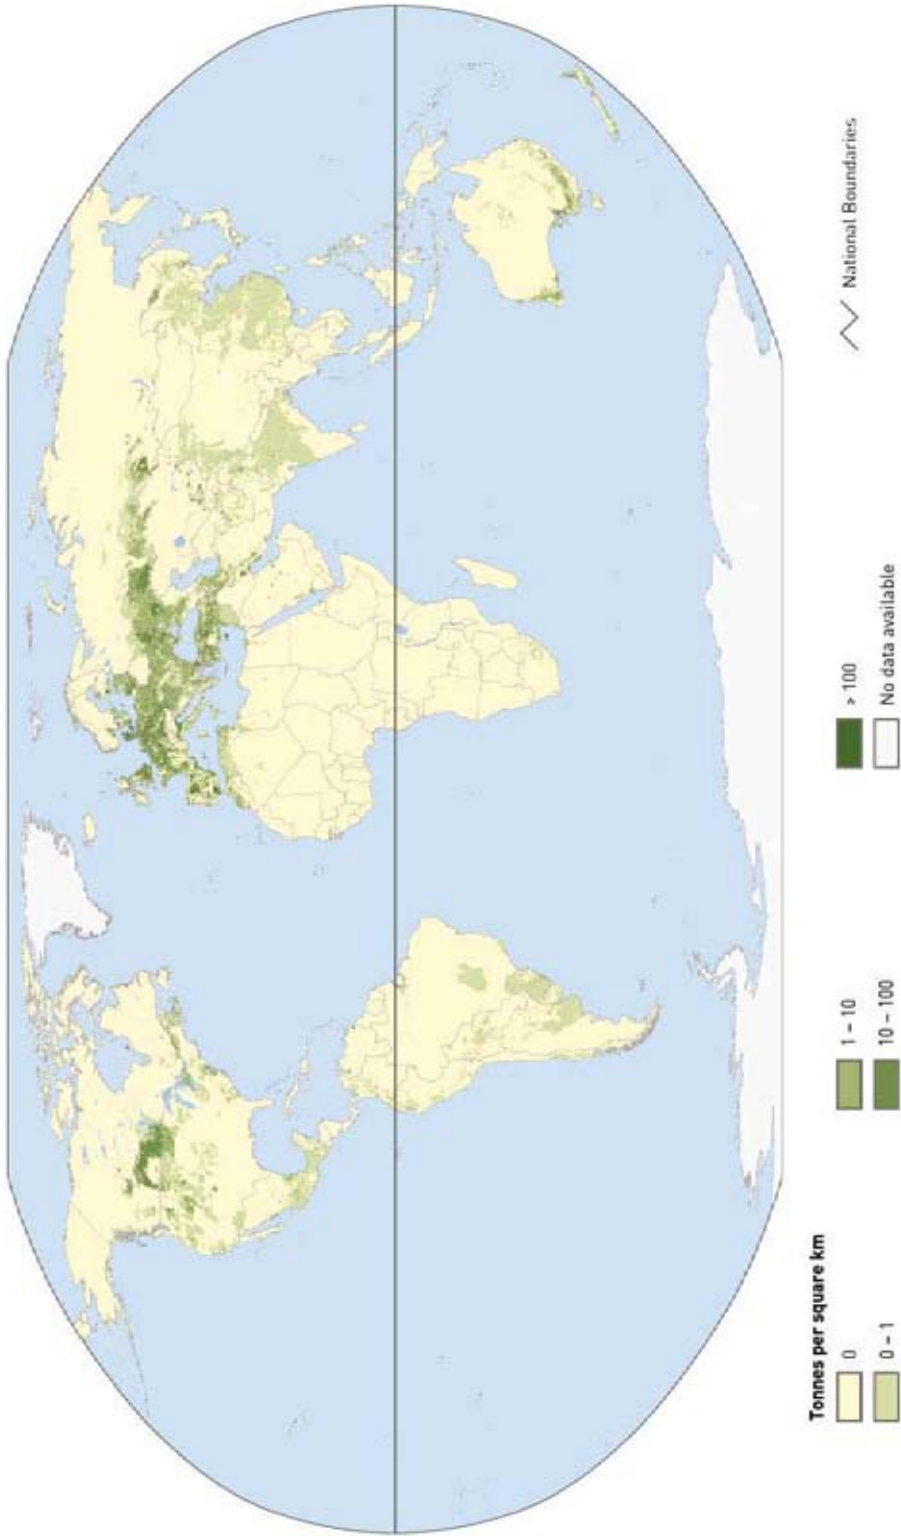 Tonnes per square km
0
0 – 1
1 – 10
10 – 100
> 100
No data available
National Boundaries